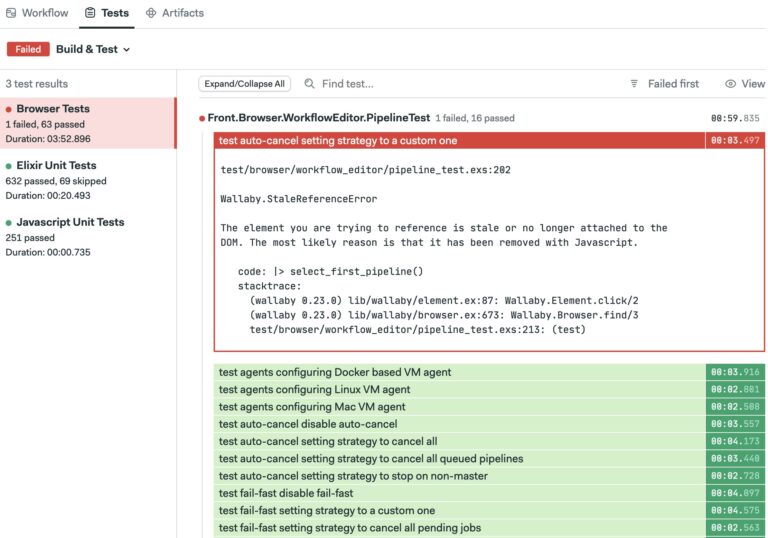 Workflow Tests Artifacts
Failed Build & Test
3 test results
Browser Tests
1 failed, 63 passed
Duration: 03:52.896
Elixir Unit Tests
632 passed, 69 skipped
Duration: 00:20.493
Javascript Unit Tests
251 passed
Duration: 00:00.735
Expand/Collapse All Find test... Failed first View
Front.Browser.WorkflowEditor.PipelineTest 1 failed, 16 passed 00:59.835
test auto-cancel setting strategy to a custom one 00:03.497
test/browser/workflow_editor/pipeline_test.exs:202
Wallaby.StaleReferenceError
The element you are trying to reference is stale or no longer attached to the
DOM. The most likely reason is that it has been removed with Javascript.
code: |> select_first_pipeline()
stacktrace:
(wallaby 0.23.0) lib/wallaby/element.ex:87: Wallaby.Element.click/2
(wallaby 0.23.0) lib/wallaby/browser.ex:673: Wallaby.Browser.find/3
test/browser/workflow_editor/pipeline_test.exs:213: (test)
test agents configuring Docker based VM agent 00:03.916
test agents configuring Linux VM agent 00:02.801
test agents configuring Mac VM agent 00:02.508
test auto-cancel disable auto-cancel 00:03.557
test auto-cancel setting strategy to cancel all 00:04.173
test auto-cancel setting strategy to cancel all queued pipelines 00:03.440
test auto-cancel setting strategy to stop on non-master 00:02.728
test fail-fast disable fail-fast 00:04.097
test fail-fast setting strategy to a custom one 00:04.575
test fail-fast setting strategy to cancel all pending jobs 00:02.563